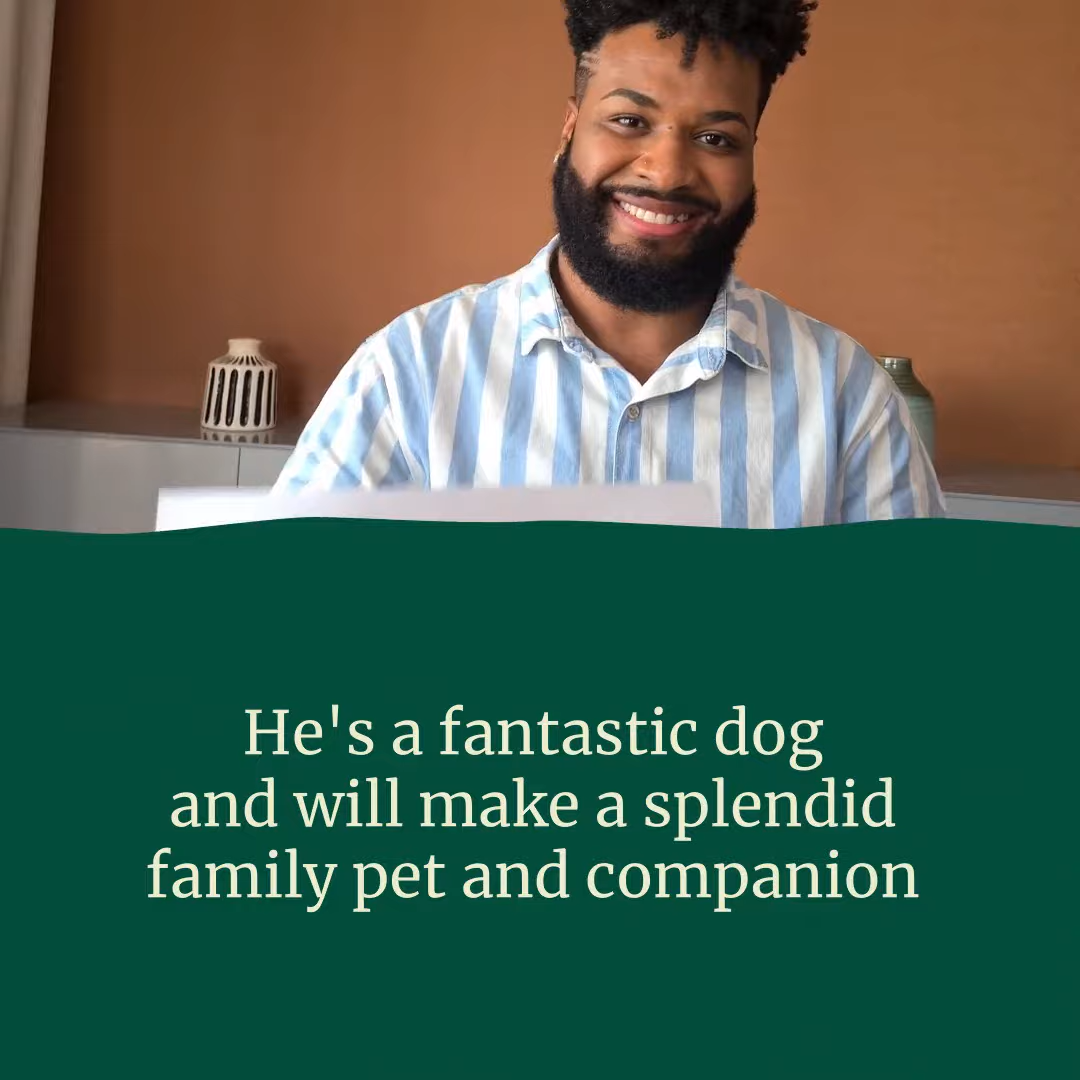 He's a fantastic dog
and will make a splendid
family pet and companion